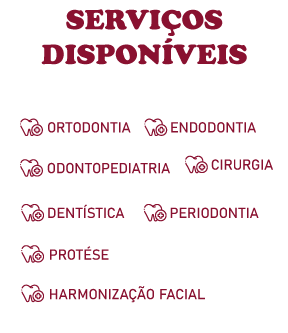 SERVIÇOS
DISPONÍVEIS
ORTODONTIA ENDODONTIA
ODONTOPEDIATRIA CIRURGIA
DENTÍSTICA PERIODONTIA
PROTÉSE
HARMONIZAÇÃO FACIAL